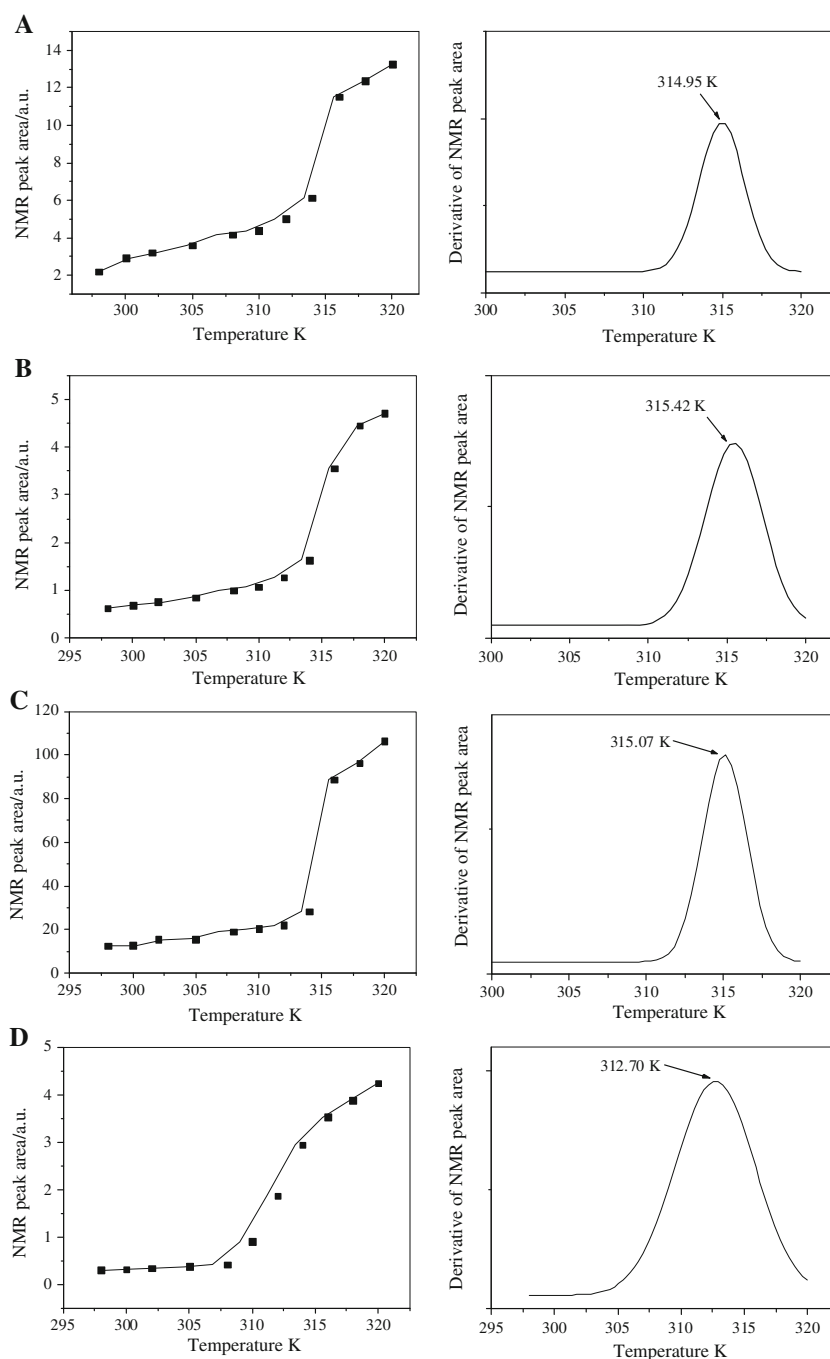 A
NMR peak area/a.u.
14
12
10
8
6
4
2
300 305 310 315 320
Temperature K
Derivative of NMR peak area
314.95 K
300 305 310 315 320
Temperature K
B
NMR peak area/a.u.
5
4
3
2
1
0
295 300 305 310 315 320
Temperature K
Derivative of NMR peak area
315.42 K
300 305 310 315 320
Temperature K
C
NMR peak area/a.u.
120
100
80
60
40
20
0
295 300 305 310 315 320
Temperature K
Derivative of NMR peak area
315.07 K
300 305 310 315 320
Temperature K
D
NMR peak area/a.u.
5
4
3
2
1
0
295 300 305 310 315 320
Temperature K
Derivative of NMR peak area
312.70 K
295 300 305 310 315 320
Temperature K